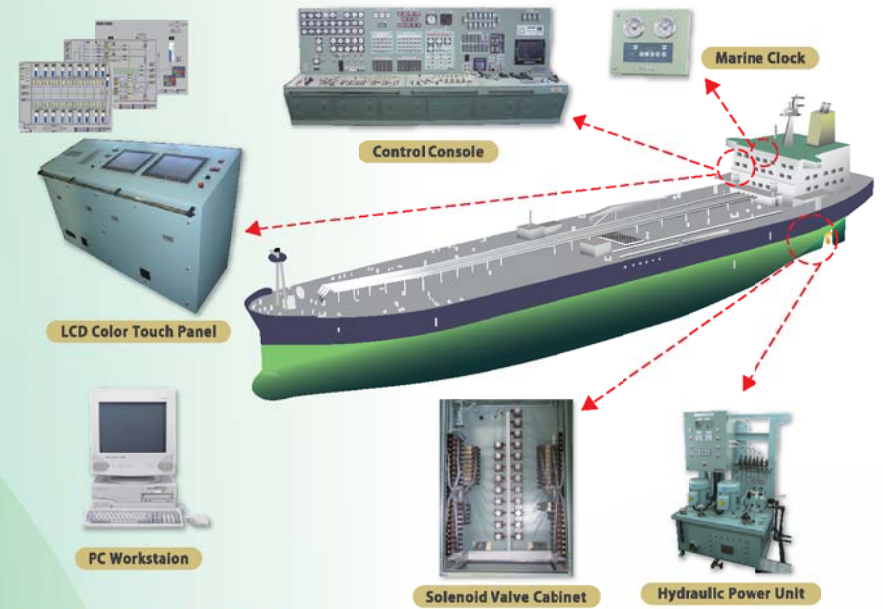 Marine Clock
Control Console
LCD Color Touch Panel
PC Workstaion
Solenoid Valve Cabinet
Hydraulic Power Unit